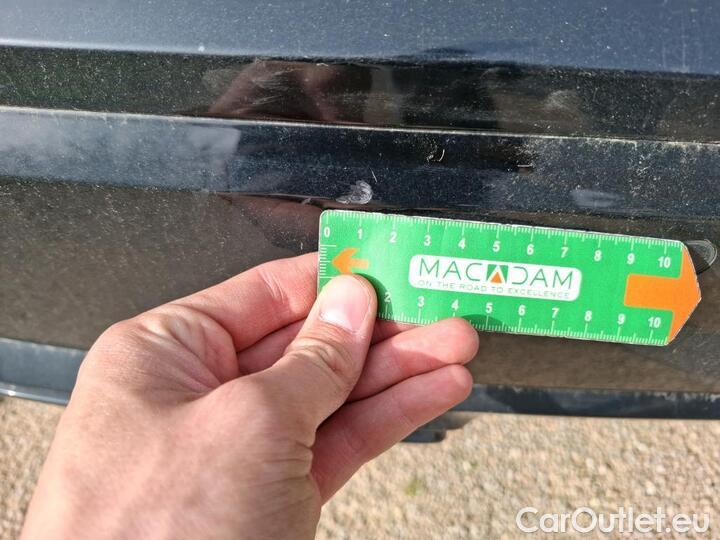 0 1 2 3 4 5 6 7 8 9 10
MACADAM
ON THE ROAD TO EXCELLENCE
2 3 4 5 6 7 8 9 10
CarOutlet.eu